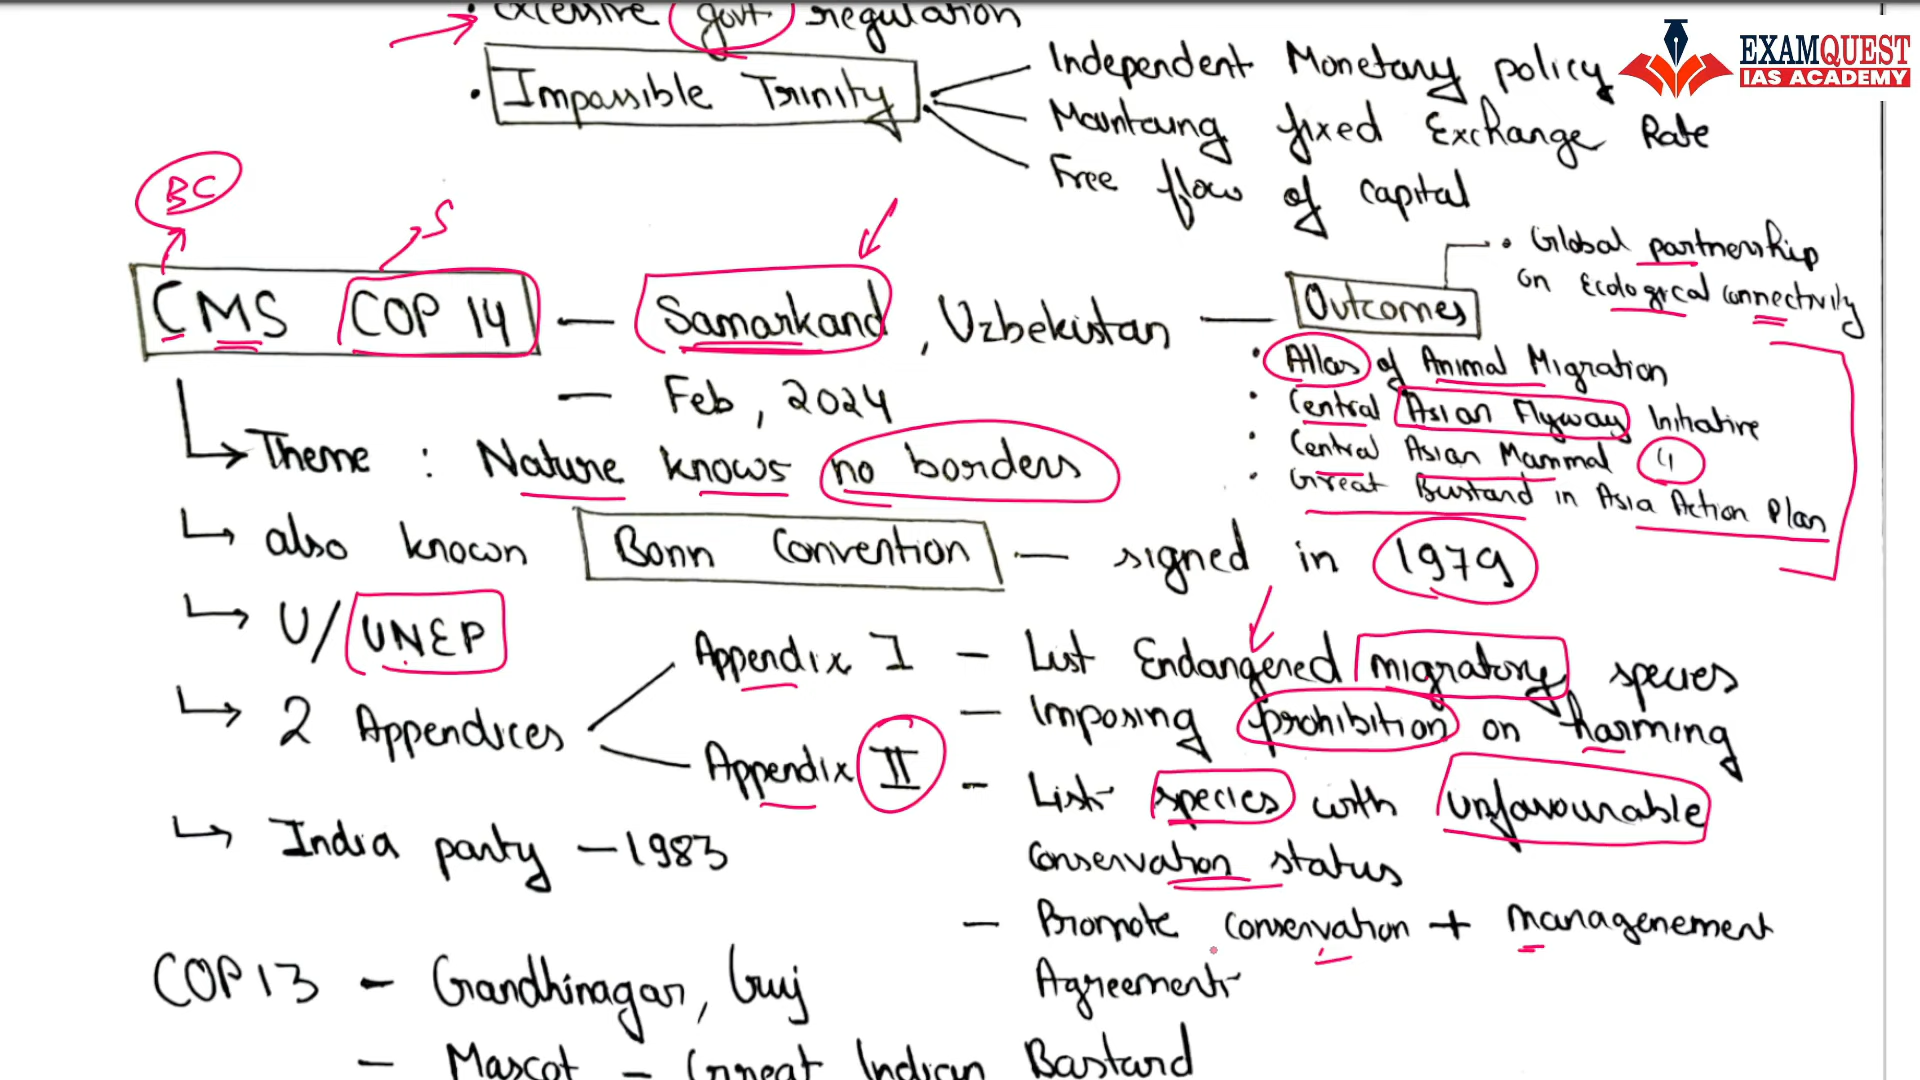 • Excessive govt regulation
• Impossible Trinity
Independent Monetary policy
Maintaining fixed Exchange Rate
Free flow of capital
EXAMQUEST
IAS ACADEMY
BC
S
CMS COP 14 — Samarkand, Uzbekistan — Outcomes
• Global partnership
on Ecological connectivity
• Atlas of Animal Migration
• Central Asian Flyway Initiative
• Central Asian Mammal
• Great Bustard in Asia Action Plan
— Feb, 2024
Theme : Nature knows no borders
also known Bonn Convention — signed in 1979
U/UNEP
2 Appendices
Appendix I — List Endangered migratory species
— Imposing prohibition on harming
Appendix II — List species with unfavourable
conservation status
— Promote conservation + managenement
Agreements
India party — 1983
COP 13 — Gandhinagar, Guj
— Mascot — Great Indian Bastard